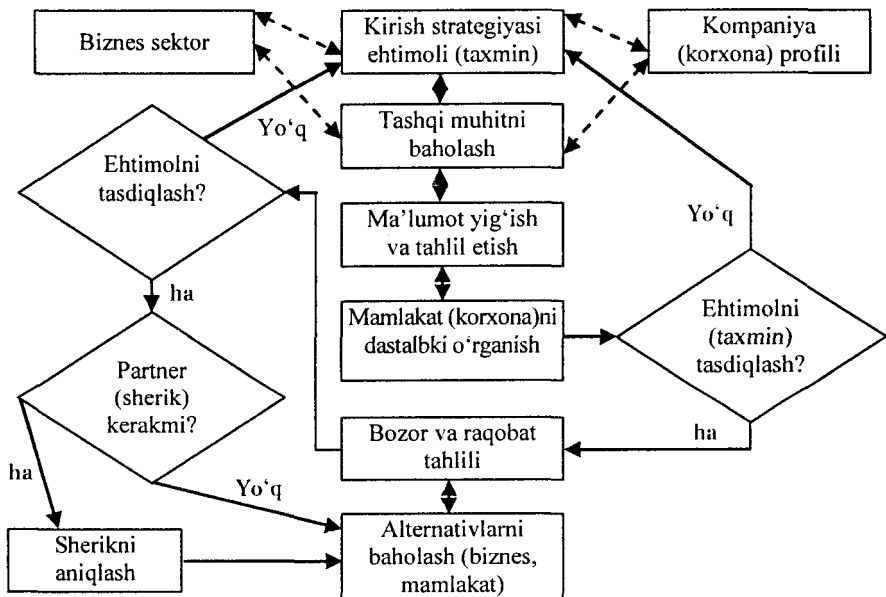 Biznes sektor
Kirish strategiyasi
ehtimoli (taxmin)
Kompaniya
(korxona) profili
Yo‘q
Tashqi muhitni
baholash
Ehtimolni
tasdiqlash?
Ma’lumot yig‘ish
va tahlil etish
Yo‘q
ha
Mamlakat (korxona)ni
dastalbki o‘rganish
Ehtimolni
(taxmin)
tasdiqlash?
Partner
(sherik)
kerakmi?
Bozor va raqobat
tahlili
ha
ha
Yo‘q
Sherikni
aniqlash
Alternativlarni
baholash (biznes,
mamlakat)